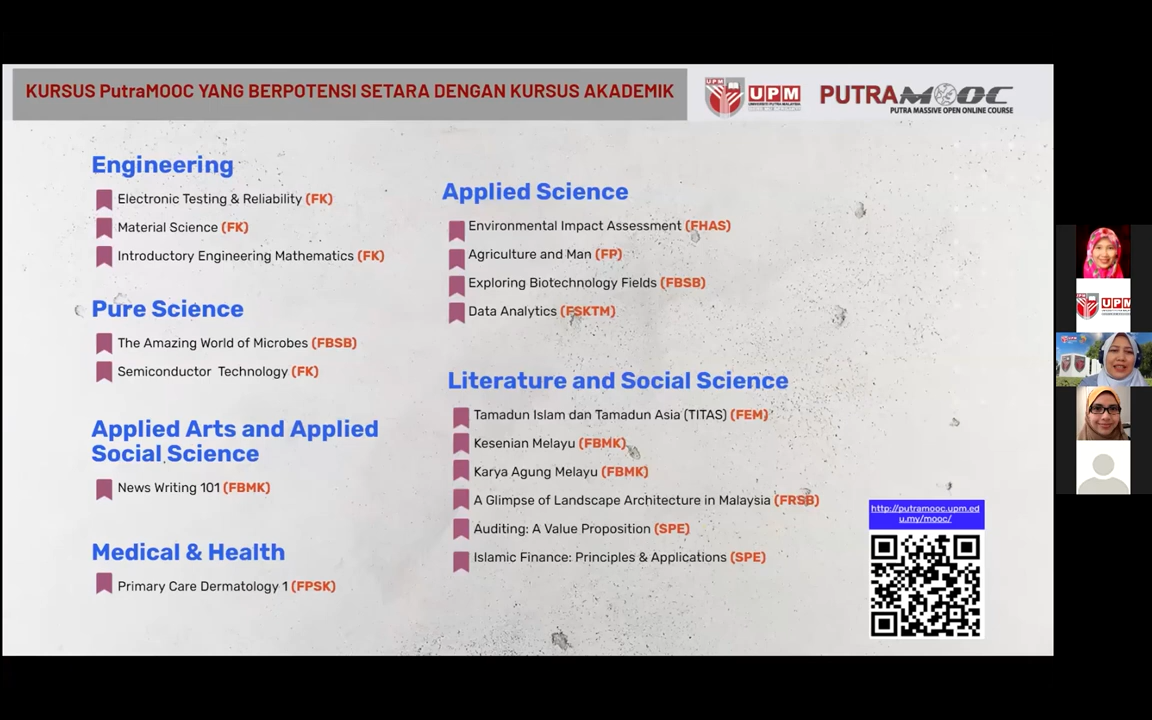 KURSUS PutraMOOC YANG BERPOTENSI SETARA DENGAN KURSUS AKADEMIK
UPM
PUTRAMOOC
PUTRA MASSIVE OPEN ONLINE COURSE
Engineering
Electronic Testing & Reliability (FK)
Material Science (FK)
Introductory Engineering Mathematics (FK)
Pure Science
The Amazing World of Microbes (FBSB)
Semiconductor Technology (FK)
Applied Arts and Applied
Social Science
News Writing 101 (FBMK)
Medical & Health
Primary Care Dermatology 1 (FPSK)
Applied Science
Environmental Impact Assessment (FHAS)
Agriculture and Man (FP)
Exploring Biotechnology Fields (FBSB)
Data Analytics (FSKTM)
Literature and Social Science
Tamadun Islam dan Tamadun Asia (TITAS) (FEM)
Kesenian Melayu (FBMK)
Karya Agung Melayu (FBMK)
A Glimpse of Landscape Architecture in Malaysia (FRSB)
Auditing: A Value Proposition (SPE)
Islamic Finance: Principles & Applications (SPE)
http://putramooc.upm.ed
u.my/mooc/
UPM